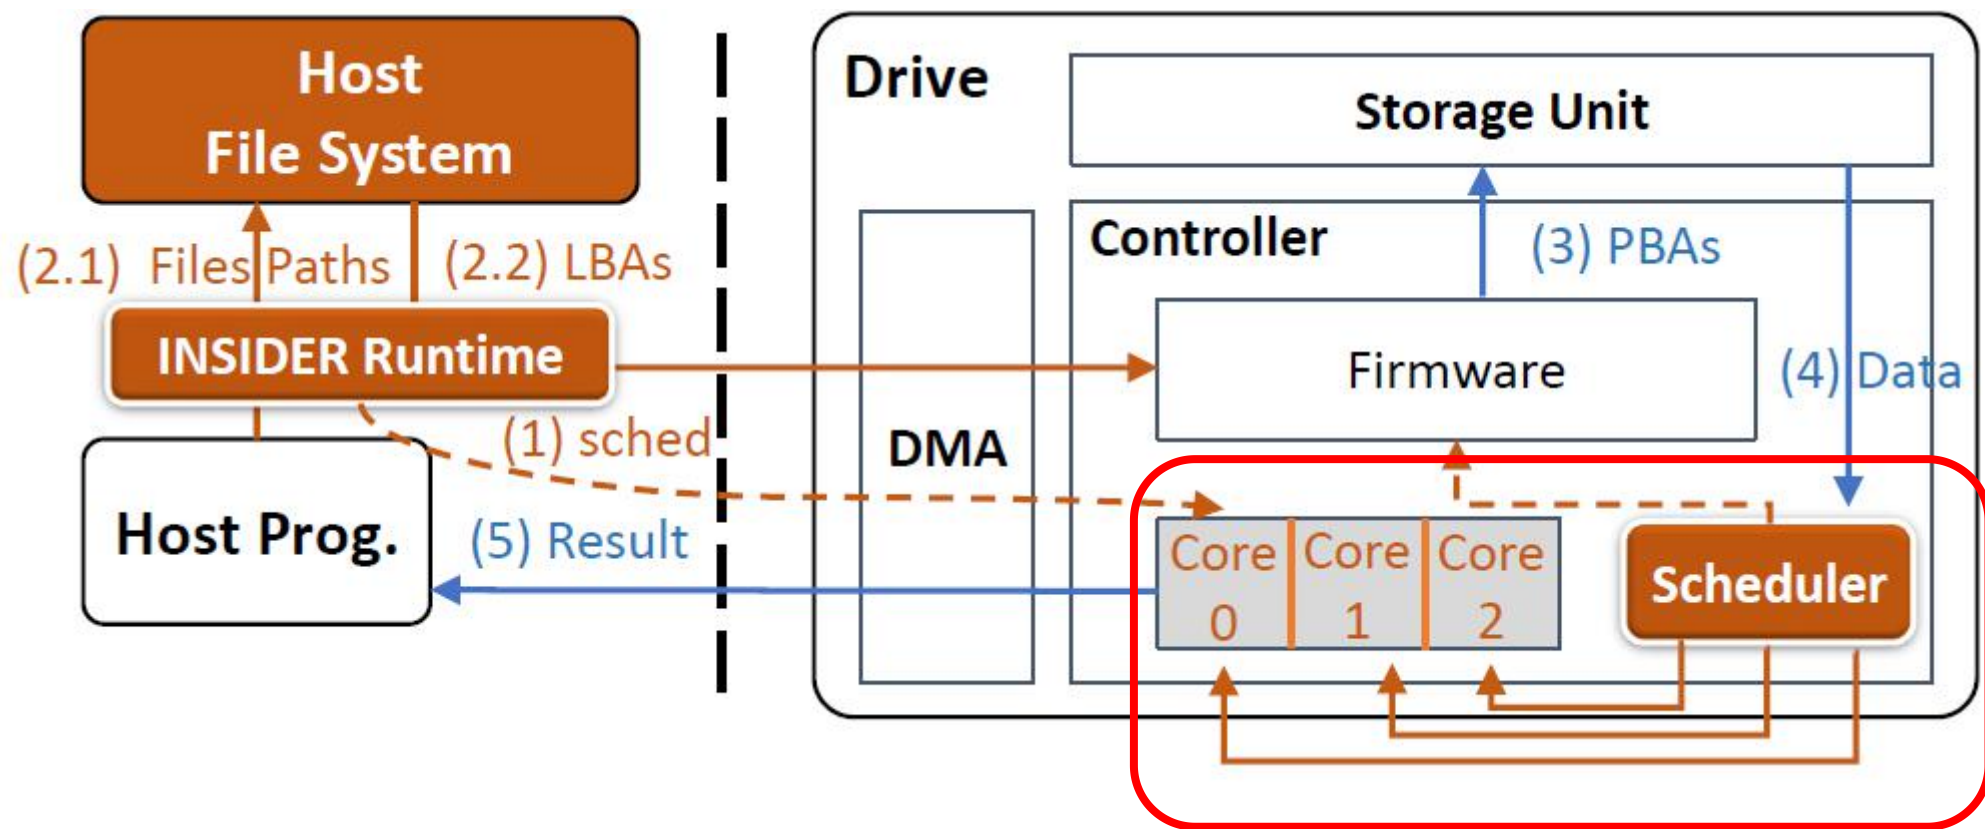 Host
File System
(2.1) Files Paths
(2.2) LBAs
INSIDER Runtime
(1) sched
Host Prog.
(5) Result
Drive
Storage Unit
Controller
(3) PBAs
Firmware
(4) Data
DMA
Core
0
Core
1
Core
2
Scheduler